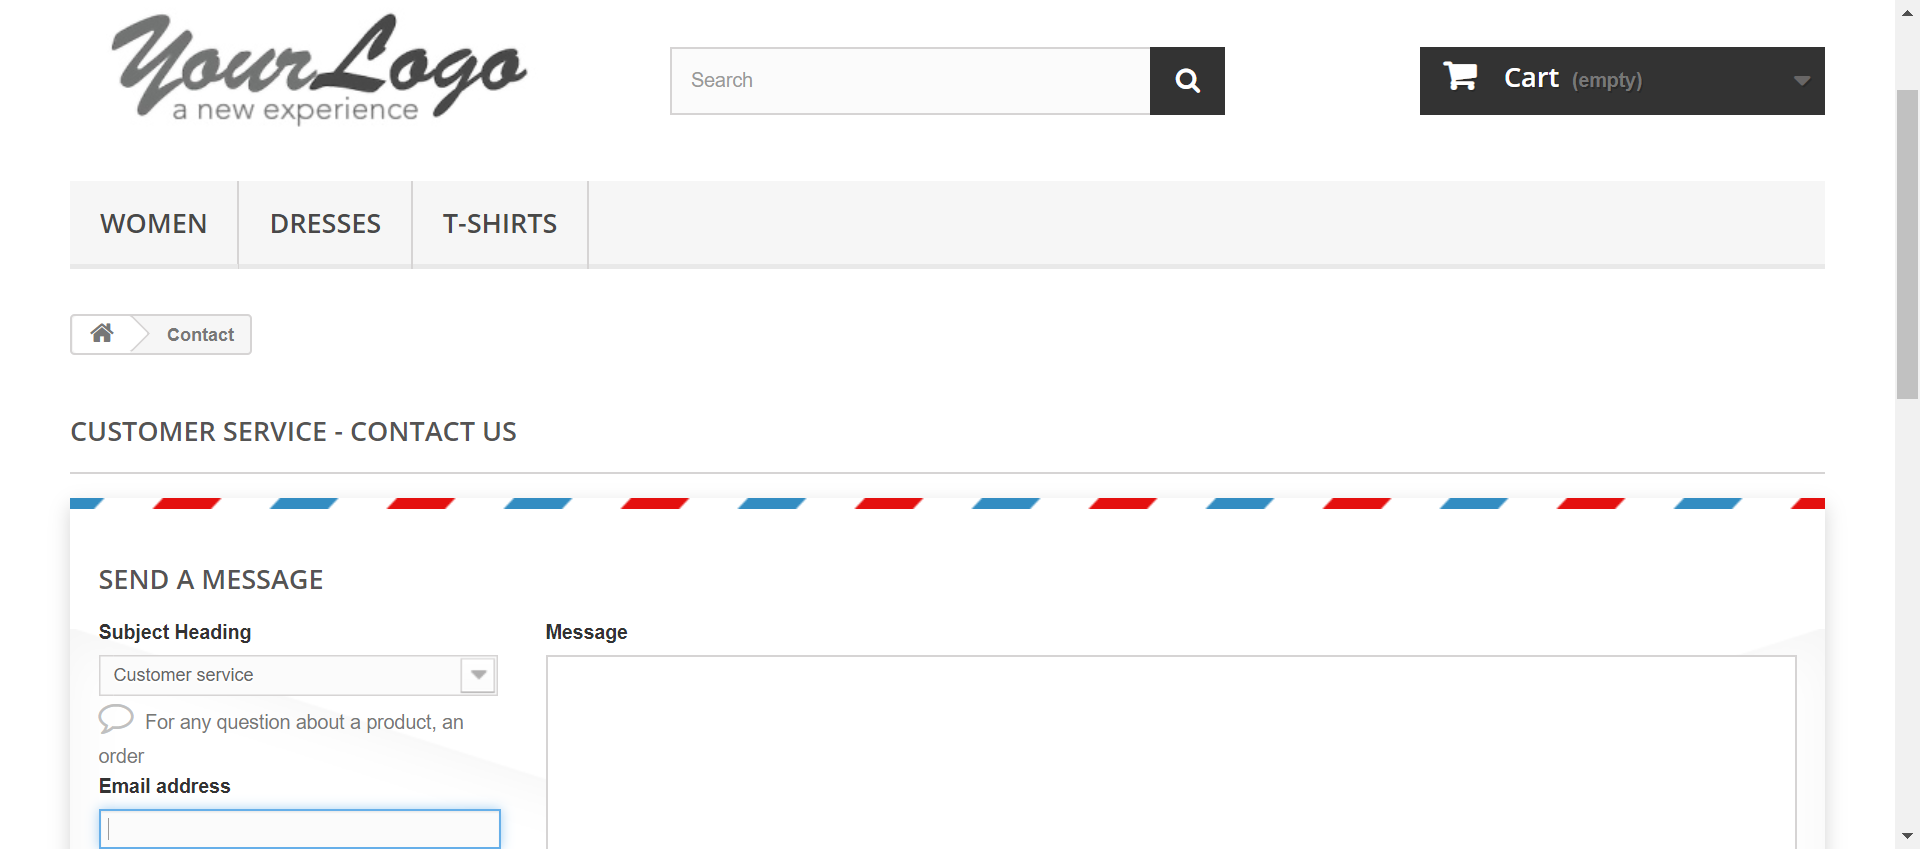 YourLogo
a new experience
Search
Cart (empty)
WOMEN
DRESSES
T-SHIRTS
Contact
CUSTOMER SERVICE - CONTACT US
SEND A MESSAGE
Subject Heading
Customer service
For any question about a product, an
order
Email address
Message